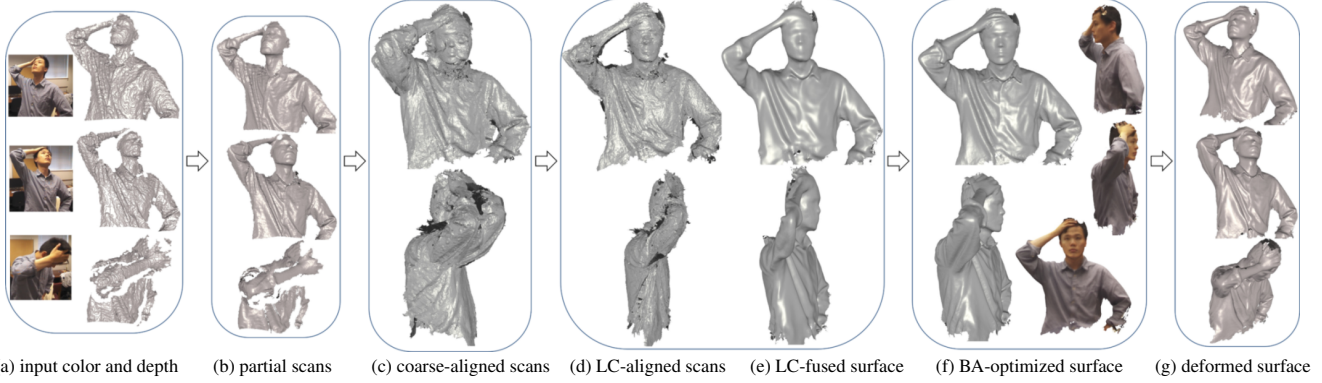 a) input color and depth (b) partial scans (c) coarse-aligned scans (d) LC-aligned scans (e) LC-fused surface (f) BA-optimized surface (g) deformed surface